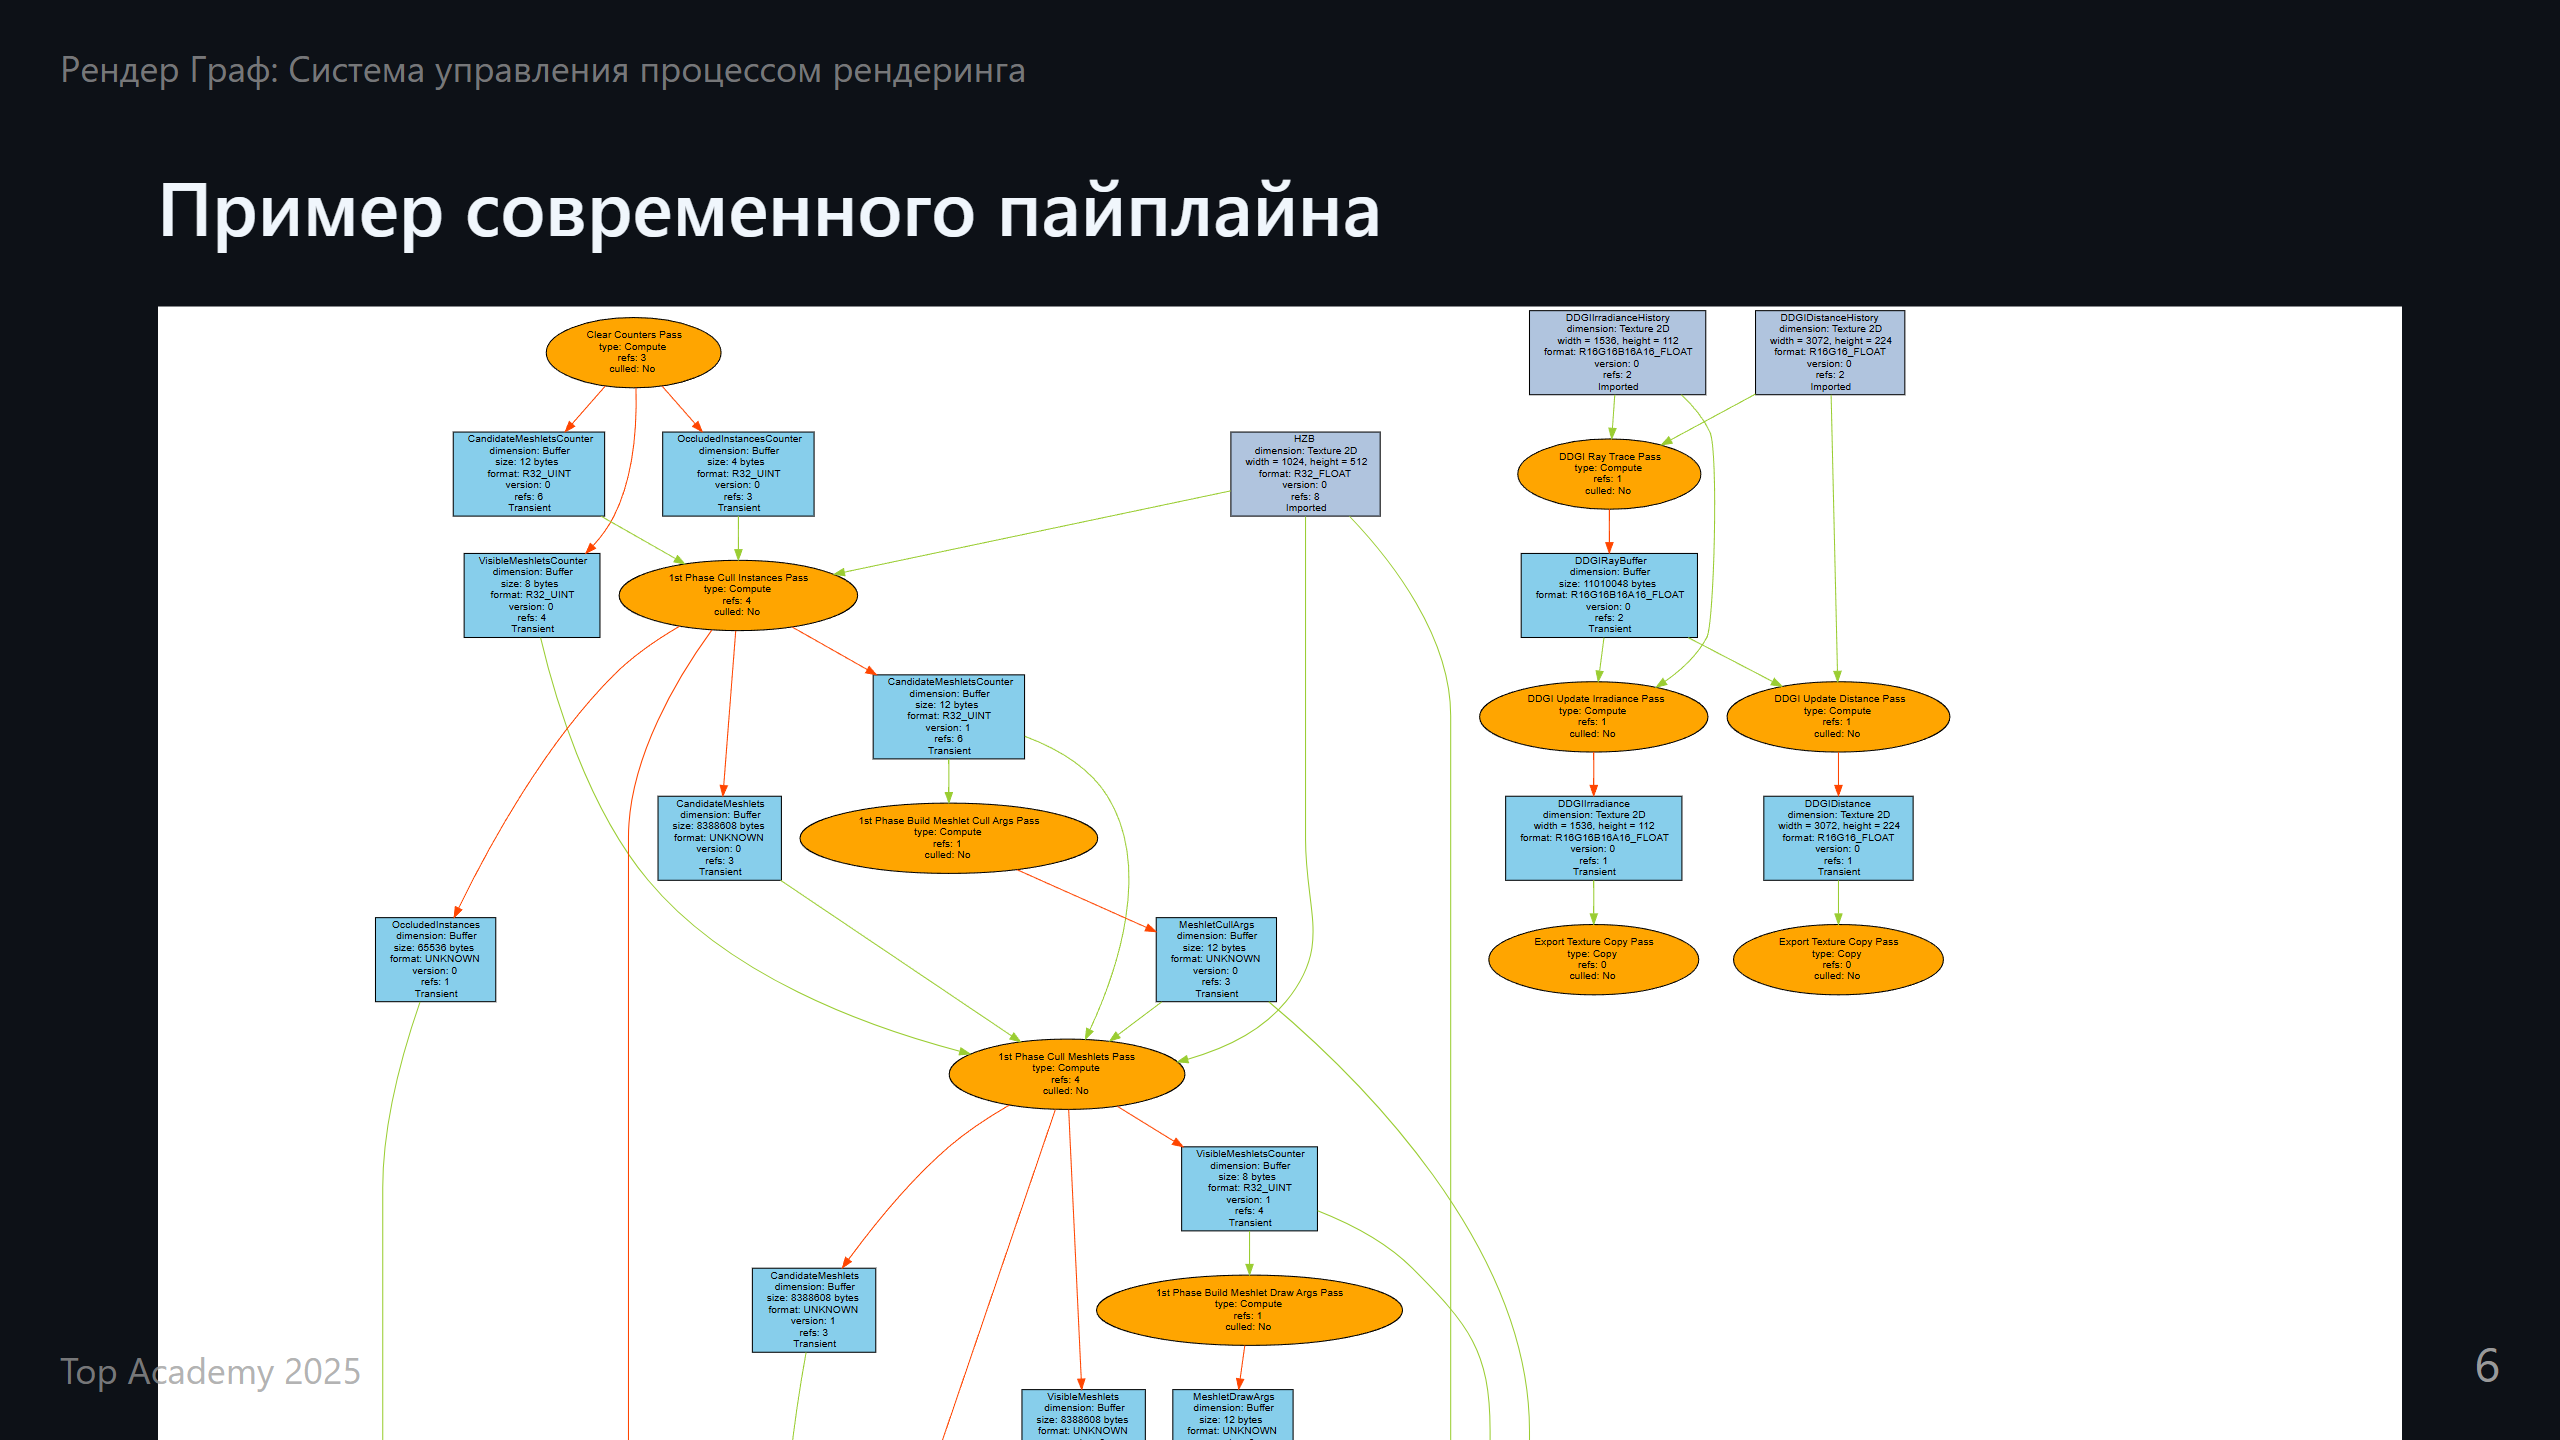 Рендер Граф: Система управления процессом рендеринга
Пример современного пайплайна
Clear Counters Pass
type: Compute
refs: 3
culled: No
DDGIIrradianceHistory
dimension: Texture 2D
width = 1536, height = 112
format: R16G16B16A16_FLOAT
version: 0
refs: 2
Imported
DDGIDistanceHistory
dimension: Texture 2D
width = 3072, height = 224
format: R16G16_FLOAT
version: 0
refs: 2
Imported
CandidateMeshletsCounter
dimension: Buffer
size: 12 bytes
format: R32_UINT
version: 0
refs: 6
Transient
OccludedInstancesCounter
dimension: Buffer
size: 4 bytes
format: R32_UINT
version: 0
refs: 3
Transient
HZB
dimension: Texture 2D
width = 1024, height = 512
format: R32_FLOAT
version: 0
refs: 8
Imported
DDGI Ray Trace Pass
type: Compute
refs: 1
culled: No
VisibleMeshletsCounter
dimension: Buffer
size: 8 bytes
format: R32_UINT
version: 0
refs: 4
Transient
1st Phase Cull Instances Pass
type: Compute
refs: 4
culled: No
DDGIRayBuffer
dimension: Buffer
size: 11010048 bytes
format: R16G16B16A16_FLOAT
version: 0
refs: 2
Transient
CandidateMeshletsCounter
dimension: Buffer
size: 12 bytes
format: R32_UINT
version: 1
refs: 6
Transient
DDGI Update Irradiance Pass
type: Compute
refs: 1
culled: No
DDGI Update Distance Pass
type: Compute
refs: 1
culled: No
CandidateMeshlets
dimension: Buffer
size: 8388608 bytes
format: UNKNOWN
version: 0
refs: 3
Transient
1st Phase Build Meshlet Cull Args Pass
type: Compute
refs: 1
culled: No
DDGIIrradiance
dimension: Texture 2D
width = 1536, height = 112
format: R16G16B16A16_FLOAT
version: 0
refs: 1
Transient
DDGIDistance
dimension: Texture 2D
width = 3072, height = 224
format: R16G16_FLOAT
version: 0
refs: 1
Transient
OccludedInstances
dimension: Buffer
size: 65536 bytes
format: UNKNOWN
version: 0
refs: 1
Transient
MeshletCullArgs
dimension: Buffer
size: 12 bytes
format: UNKNOWN
version: 0
refs: 3
Transient
Export Texture Copy Pass
type: Copy
refs: 0
culled: No
Export Texture Copy Pass
type: Copy
refs: 0
culled: No
1st Phase Cull Meshlets Pass
type: Compute
refs: 4
culled: No
VisibleMeshletsCounter
dimension: Buffer
size: 8 bytes
format: R32_UINT
version: 1
refs: 4
Transient
CandidateMeshlets
dimension: Buffer
size: 8388608 bytes
format: UNKNOWN
version: 1
refs: 3
Transient
1st Phase Build Meshlet Draw Args Pass
type: Compute
refs: 1
culled: No
VisibleMeshlets
dimension: Buffer
size: 8388608 bytes
format: UNKNOWN
MeshletDrawArgs
dimension: Buffer
size: 12 bytes
format: UNKNOWN
Top Academy 2025
6